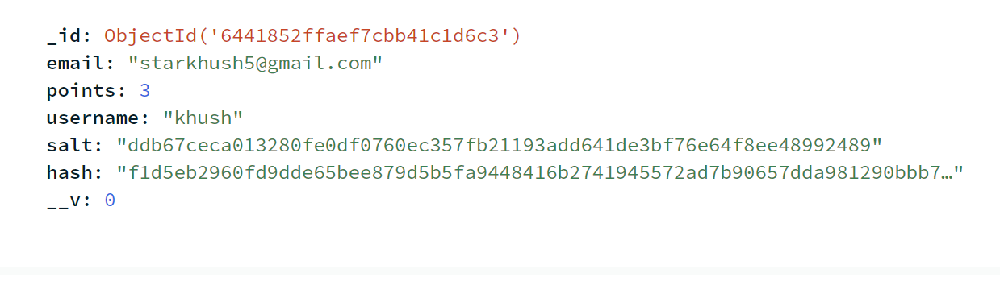 _id: ObjectId('6441852ffaef7cbb41c1d6c3')
email: "starkhush5@gmail.com"
points: 3
username: "khush"
salt: "ddb67ceca013280fe0df0760ec357fb21193add641de3bf76e64f8ee48992489"
hash: "f1d5eb2960fd9dde65bee879d5b5fa9448416b2741945572ad7b90657dda981290bbb7…"
__v: 0